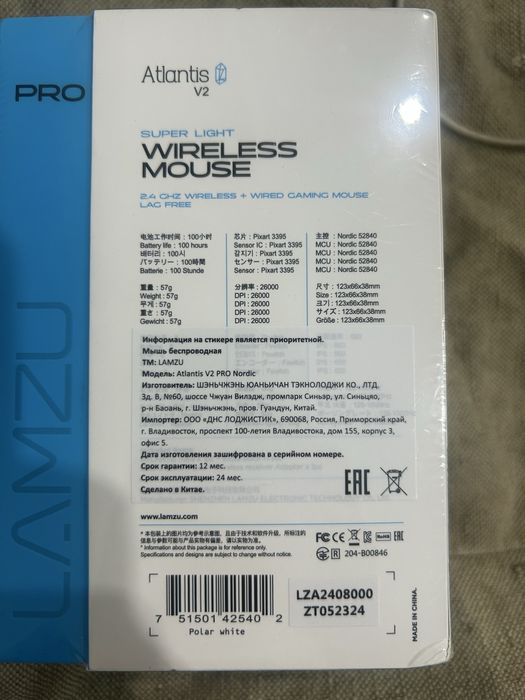 PRO
LAMZU
Atlantis
V2
SUPER LIGHT
WIRELESS
MOUSE
2.4 GHZ WIRELESS + WIRED GAMING MOUSE
LAG FREE
电池工作时间 : 100小时
Battery life : 100 hours
배터리 : 100시
バッテリー : 100時間
Batterie : 100 Stunde
芯片 : Pixart 3395
Sensor IC : Pixart 3395
감지기 : Pixart 3395
センサー : Pixart 3395
Sensor : Pixart 3395
主控 : Nordic 52840
MCU : Nordic 52840
MCU : Nordic 52840
MCU : Nordic 52840
MCU : Nordic 52840
重量 : 57g
Weight : 57g
무게 : 57g
重さ : 57g
Gewicht : 57g
分辨率 : 26000
DPI : 26000
DPI : 26000
DPI : 26000
DPI : 26000
尺寸 : 123x66x38mm
Size : 123x66x38mm
크기 : 123x66x38mm
サイズ : 123x66x38mm
Größe : 123x66x38mm
Информация на стикере является приоритетной.
Мышь беспроводная
ТМ: LAMZU
Модель: Atlantis V2 PRO Nordic
Изготовитель: ШЭНЬЧЖЭНЬ ЮАНЬИЧАН ТЭКНОЛОДЖИ КО., ЛТД.
Зд. B, №60, шоссе Чжуан Вилэдж, промпарк Синьэр, ул. Синьцяо,
р-н Баоань, г. Шэньчжэнь, пров. Гуандун, Китай.
Импортер: ООО «ДНС ЛОДЖИСТИК», 690068, Россия, Приморский край,
г. Владивосток, проспект 100-летия Владивостока, дом 155, корпус 3,
офис 5.
Дата изготовления зашифрована в серийном номере.
Срок гарантии: 12 мес.
Срок эксплуатации: 24 мес.
Сделано в Китае.
EAC
www.lamzu.com
* 本包装上的图片均为参考示意图，且由于技术和软件升级，所标注的
信息与参数可能与产品实物有偏差，请以实物为准。
* Information about this package is for reference only.
Specifications and designs are subject to change without notice.
FC CE RoHS EAC
R 204-B00846
7 51501 42540 2
Polar white
LZA2408000
ZT052324
MADE IN CHINA.